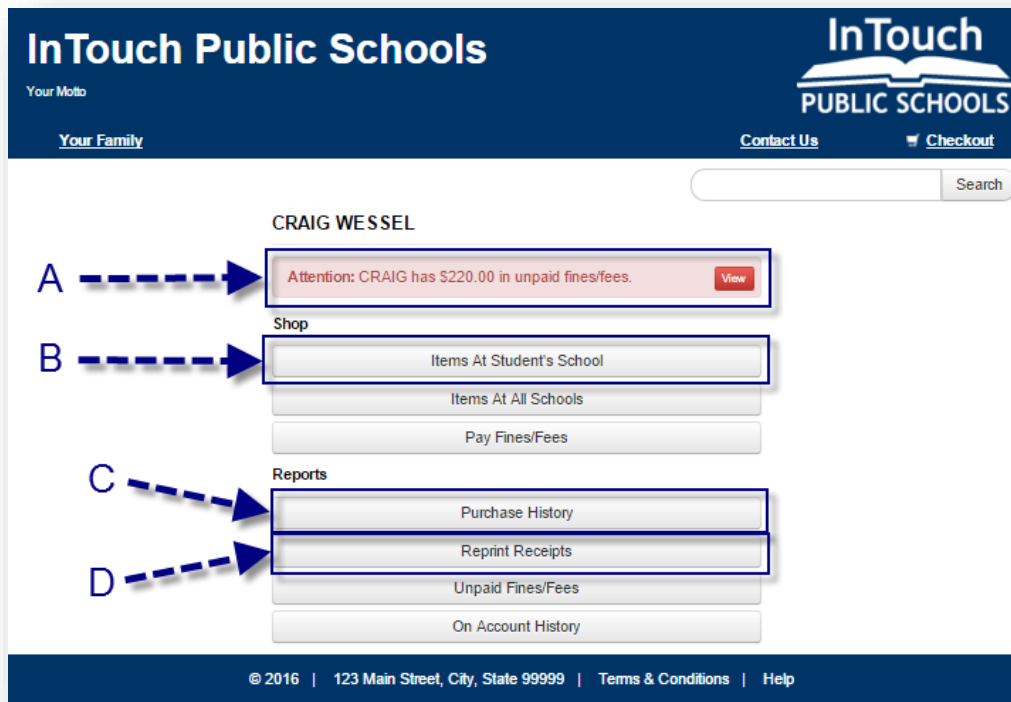 InTouch Public Schools
InTouch
PUBLIC SCHOOLS
Your Motto
Your Family
Contact Us
Checkout
Search
CRAIG WESSEL
A
Attention: CRAIG has $220.00 in unpaid fines/fees.
View
Shop
B
Items At Student's School
Items At All Schools
Pay Fines/Fees
Reports
C
Purchase History
D
Reprint Receipts
Unpaid Fines/Fees
On Account History
© 2016 | 123 Main Street, City, State 99999 | Terms & Conditions | Help